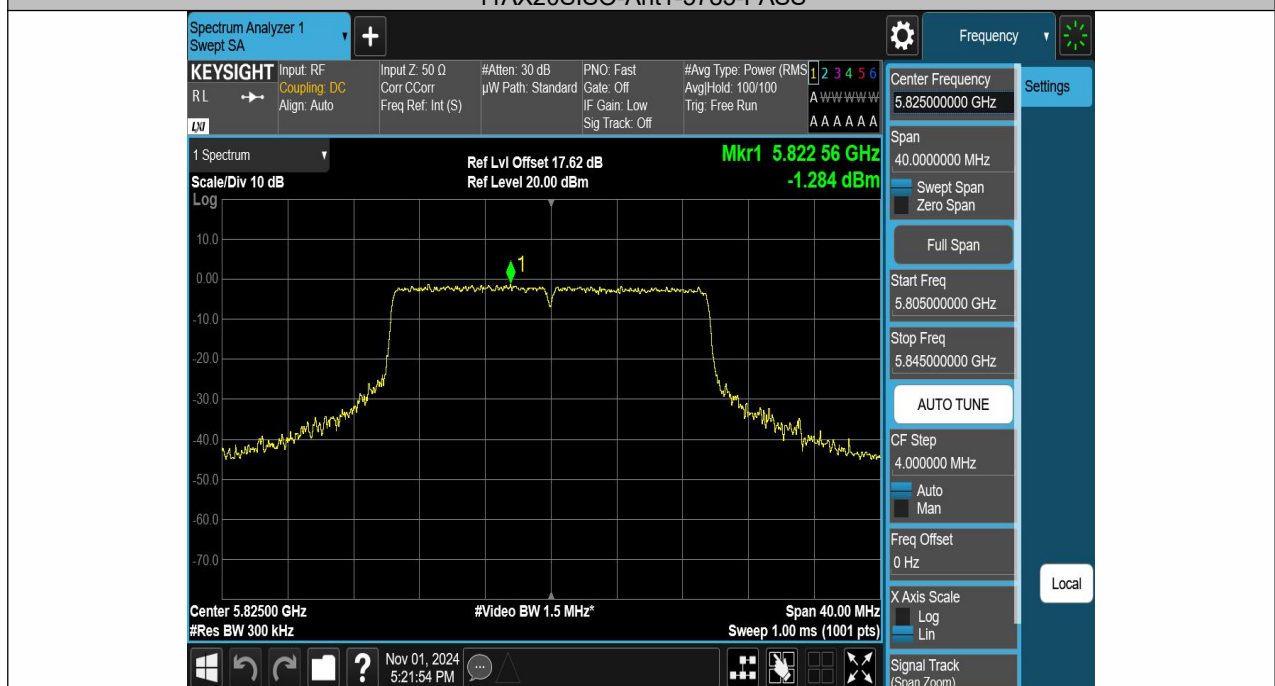 Spectrum Analyzer 1
Swept SA
+
Frequency
KEYSIGHT
RL
LXI
Input: RF
Coupling: DC
Align: Auto
Input Z: 50 Ω
Corr CCorr
Freq Ref: Int (S)
#Atten: 30 dB
µW Path: Standard
PNO: Fast
Gate: Off
IF Gain: Low
Sig Track: Off
#Avg Type: Power (RMS
Avg|Hold: 100/100
Trig: Free Run
1 2 3 4 5 6
A W W W W W
A A A A A A
Center Frequency
5.825000000 GHz
Settings
Span
40.0000000 MHz
Swept Span
Zero Span
Full Span
Start Freq
5.805000000 GHz
Stop Freq
5.845000000 GHz
AUTO TUNE
CF Step
4.000000 MHz
Auto
Man
Freq Offset
0 Hz
X Axis Scale
Log
Lin
Signal Track
(Span Zoom)
Local
1 Spectrum
Scale/Div 10 dB
Log
Ref Lvl Offset 17.62 dB
Ref Level 20.00 dBm
Mkr1 5.822 56 GHz
-1.284 dBm
1
10.0
0.00
-10.0
-20.0
-30.0
-40.0
-50.0
-60.0
-70.0
Center 5.82500 GHz
#Res BW 300 kHz
#Video BW 1.5 MHz*
Span 40.00 MHz
Sweep 1.00 ms (1001 pts)
?
Nov 01, 2024
5:21:54 PM